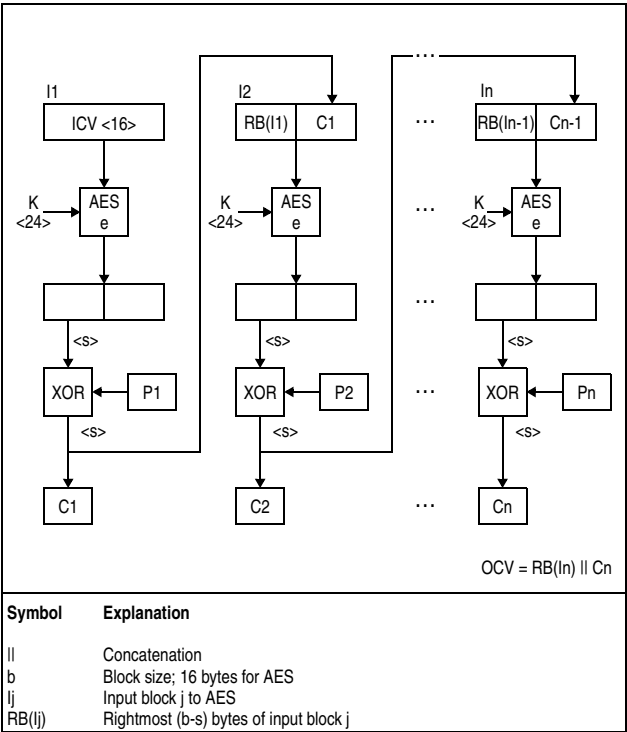 ...
I1 I2 In
ICV <16> RB(I1) C1 ... RB(In-1) Cn-1
K <24> AES e K <24> AES e ... K <24> AES e
...
<s> <s> <s>
XOR P1 XOR P2 ... XOR Pn
<s> <s> <s>
C1 C2 ... Cn
OCV = RB(In) || Cn
Symbol Explanation
|| Concatenation
b Block size; 16 bytes for AES
Ij Input block j to AES
RB(Ij) Rightmost (b-s) bytes of input block j